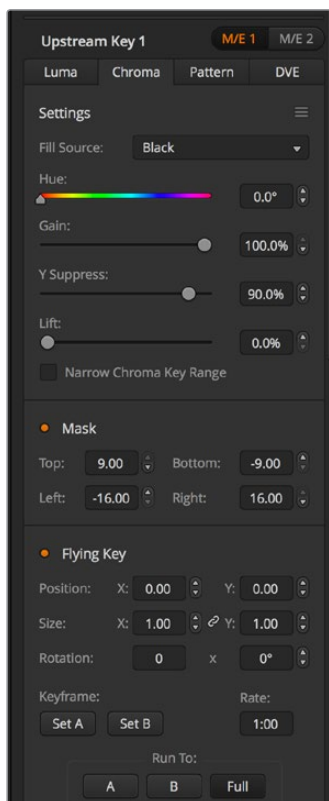 Upstream Key 1 M/E 1 M/E 2
Luma Chroma Pattern DVE
Settings
Fill Source: Black
Hue:
0.0°
Gain:
100.0%
Y Suppress:
90.0%
Lift:
0.0%
Narrow Chroma Key Range
Mask
Top: 9.00 Bottom: -9.00
Left: -16.00 Right: 16.00
Flying Key
Position: X: 0.00 Y: 0.00
Size: X: 1.00 Y: 1.00
Rotation: 0 x 0°
Keyframe: Rate:
Set A Set B 1:00
Run To:
A B Full